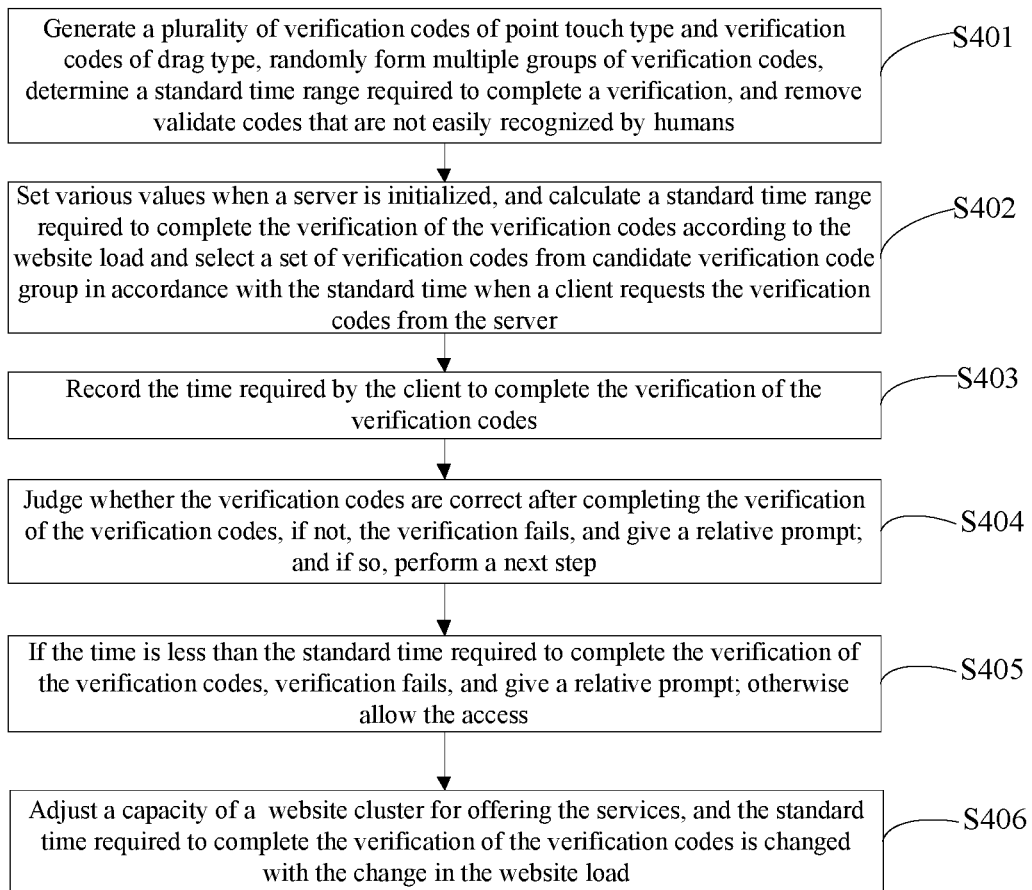 Generate a plurality of verification codes of point touch type and verification
codes of drag type, randomly form multiple groups of verification codes,
determine a standard time range required to complete a verification, and remove
validate codes that are not easily recognized by humans
S401
Set various values when a server is initialized, and calculate a standard time range
required to complete the verification of the verification codes according to the
website load and select a set of verification codes from candidate verification code
group in accordance with the standard time when a client requests the verification
codes from the server
S402
Record the time required by the client to complete the verification of the
verification codes
S403
Judge whether the verification codes are correct after completing the verification
of the verification codes, if not, the verification fails, and give a relative prompt;
and if so, perform a next step
S404
If the time is less than the standard time required to complete the verification of
the verification codes, verification fails, and give a relative prompt; otherwise
allow the access
S405
Adjust a capacity of a website cluster for offering the services, and the standard
time required to complete the verification of the verification codes is changed
with the change in the website load
S406